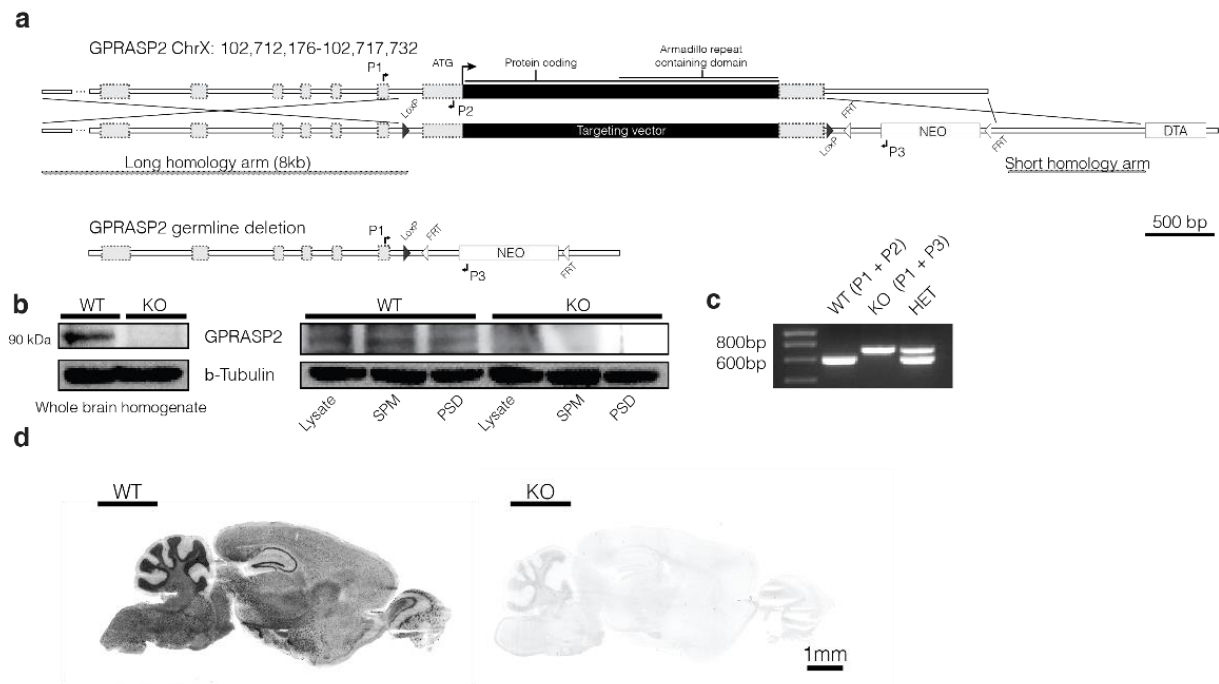 a
GPRASP2 ChrX: 102,712,176-102,717,732
P1
ATG
Protein coding
Armadillo repeat
containing domain
P2
LoxP
FRT
Targeting vector
NEO
DTA
LoxP
P3
FRT
Long homology arm (8kb)
Short homology arm
GPRASP2 germline deletion
P1
LoxP
FRT
NEO
P3
FRT
500 bp
b
WT KO
90 kDa
GPRASP2
b-Tubulin
Whole brain homogenate
WT KO
Lysate SPM PSD Lysate SPM PSD
c
WT (P1 + P2)
KO (P1 + P3)
HET
800bp
600bp
d
WT
KO
1mm